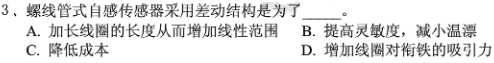 3、螺线管式自感传感器采用差动结构是为了_____。
A. 加长线圈的长度从而增加线性范围 B. 提高灵敏度，减小温漂
C. 降低成本 D. 增加线圈对衔铁的吸引力